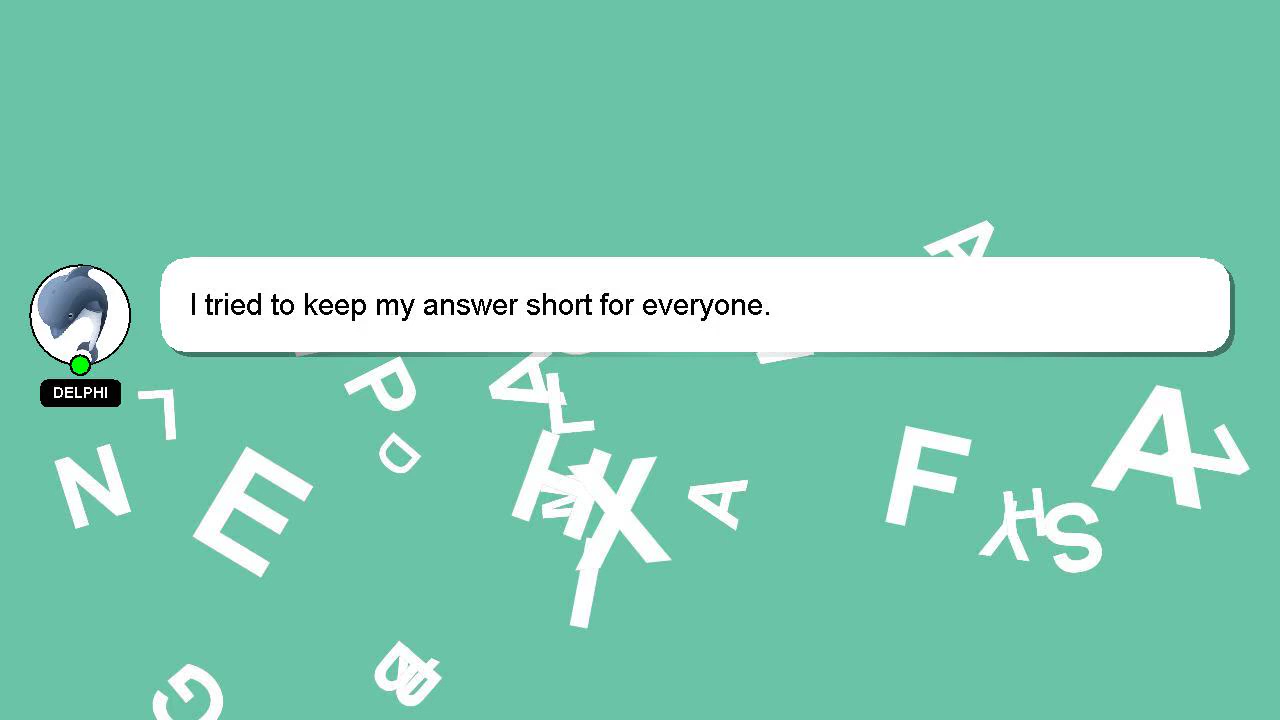 I tried to keep my answer short for everyone.
DELPHI
A
P
A
L
L
N
E
D
H
N
X
A
F
A
L
H
Y
S
I
B
N
G